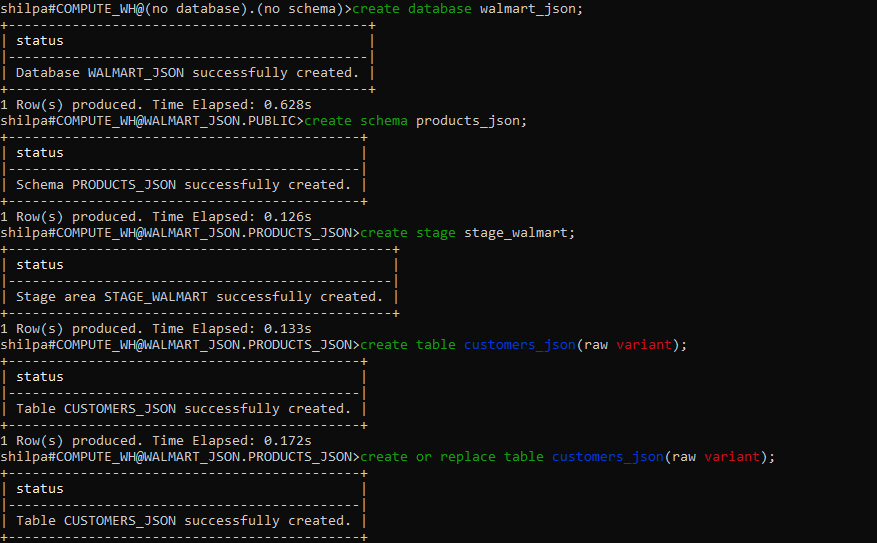 shilpa#COMPUTE_WH@(no database).(no schema)>create database walmart_json;
+---------------------------------------------+
| status                                      |
|---------------------------------------------|
| Database WALMART_JSON successfully created. |
+---------------------------------------------+
1 Row(s) produced. Time Elapsed: 0.628s
shilpa#COMPUTE_WH@WALMART_JSON.PUBLIC>create schema products_json;
+--------------------------------------------+
| status                                     |
|--------------------------------------------|
| Schema PRODUCTS_JSON successfully created. |
+--------------------------------------------+
1 Row(s) produced. Time Elapsed: 0.126s
shilpa#COMPUTE_WH@WALMART_JSON.PRODUCTS_JSON>create stage stage_walmart;
+------------------------------------------------+
| status                                         |
|------------------------------------------------|
| Stage area STAGE_WALMART successfully created. |
+------------------------------------------------+
1 Row(s) produced. Time Elapsed: 0.133s
shilpa#COMPUTE_WH@WALMART_JSON.PRODUCTS_JSON>create table customers_json(raw variant);
+--------------------------------------------+
| status                                     |
|--------------------------------------------|
| Table CUSTOMERS_JSON successfully created. |
+--------------------------------------------+
1 Row(s) produced. Time Elapsed: 0.172s
shilpa#COMPUTE_WH@WALMART_JSON.PRODUCTS_JSON>create or replace table customers_json(raw variant);
+--------------------------------------------+
| status                                     |
|--------------------------------------------|
| Table CUSTOMERS_JSON successfully created. |
+--------------------------------------------+